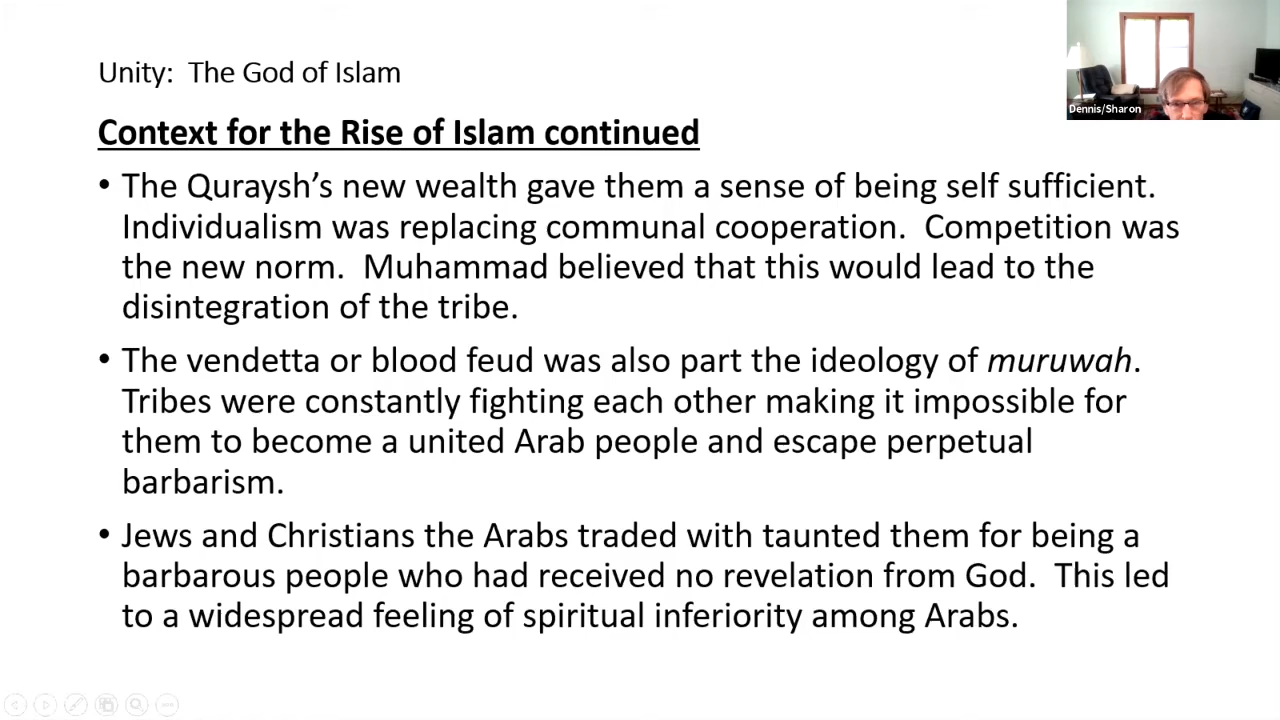 Unity:  The God of Islam
Dennis/Sharon
Context for the Rise of Islam continued
• The Quraysh’s new wealth gave them a sense of being self sufficient.
Individualism was replacing communal cooperation.  Competition was
the new norm.  Muhammad believed that this would lead to the
disintegration of the tribe.
• The vendetta or blood feud was also part the ideology of muruwah.
Tribes were constantly fighting each other making it impossible for
them to become a united Arab people and escape perpetual
barbarism.
• Jews and Christians the Arabs traded with taunted them for being a
barbarous people who had received no revelation from God.  This led
to a widespread feeling of spiritual inferiority among Arabs.